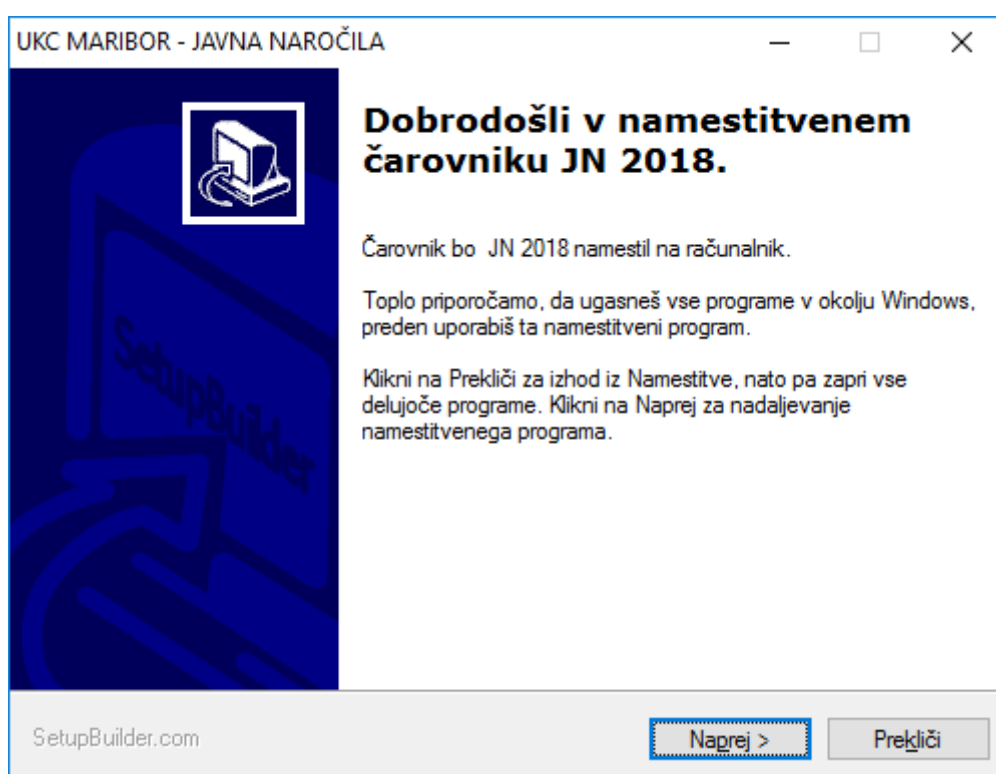 UKC MARIBOR - JAVNA NAROČILA
Dobrodošli v namestitvenem
čarovniku JN 2018.
Čarovnik bo  JN 2018 namestil na računalnik.
Toplo priporočamo, da ugasneš vse programe v okolju Windows,
preden uporabiš ta namestitveni program.
Klikni na Prekliči za izhod iz Namestitve, nato pa zapri vse
delujoče programe. Klikni na Naprej za nadaljevanje
namestitvenega programa.
SetupBuilder
SetupBuilder.com
Naprej >
Prekliči